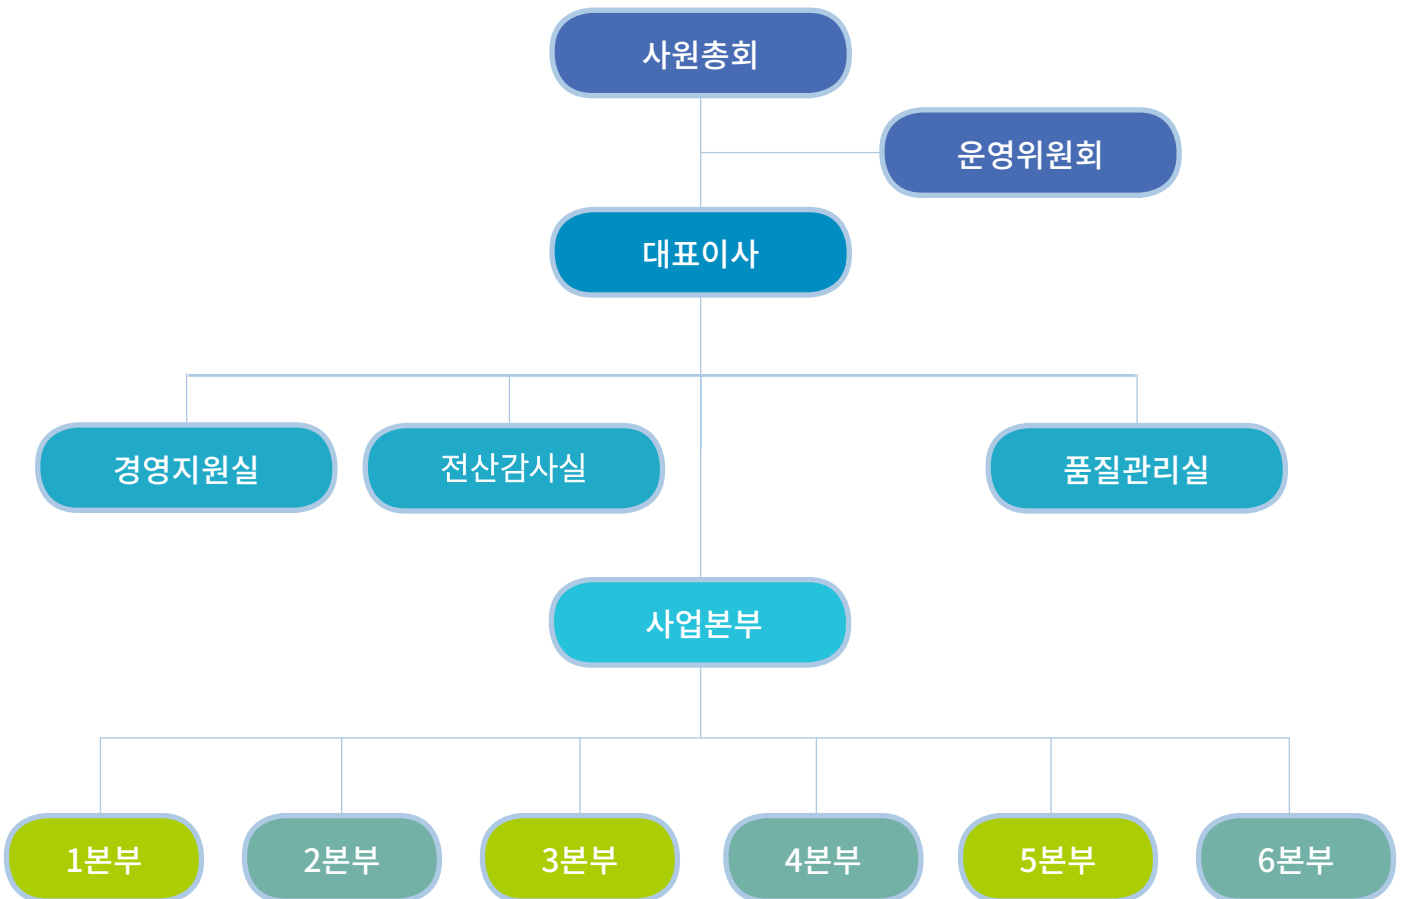 사원총회
운영위원회
대표이사
경영지원실
전산감사실
품질관리실
사업본부
1본부
2본부
3본부
4본부
5본부
6본부